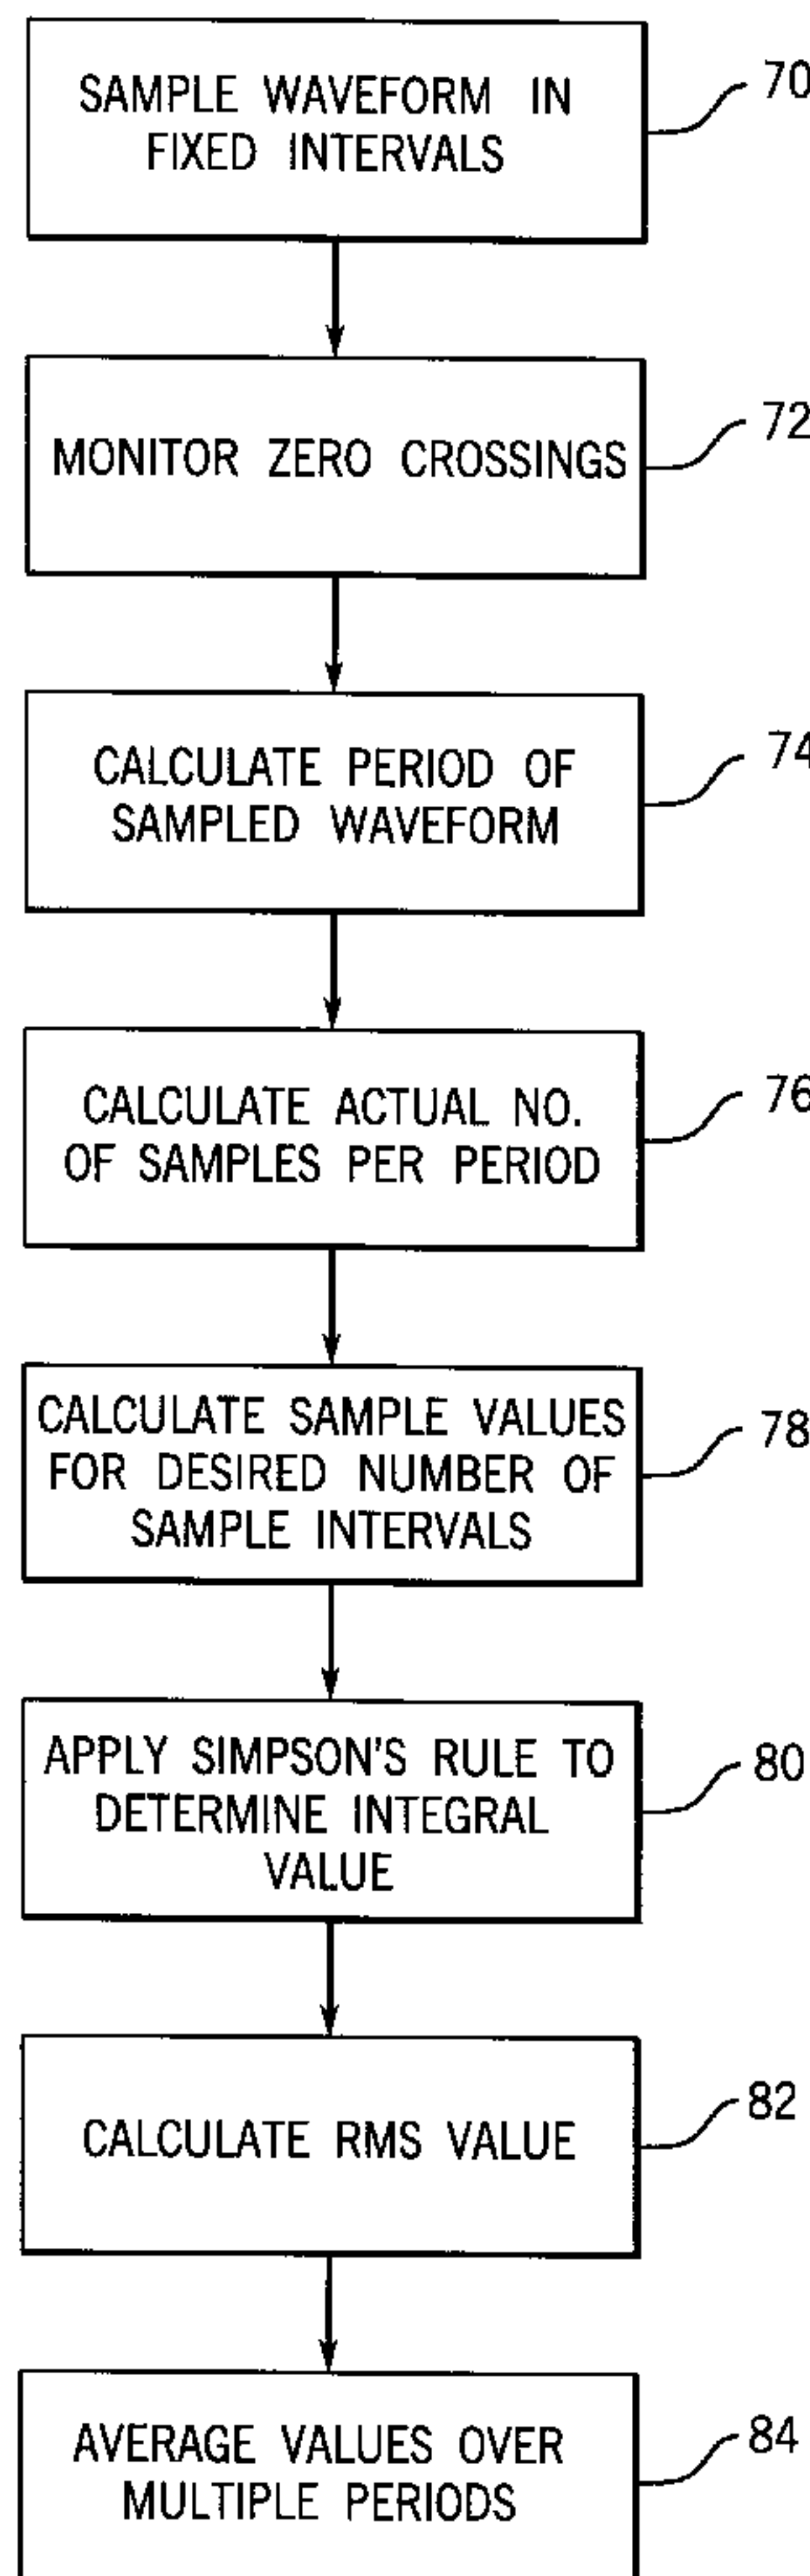 SAMPLE WAVEFORM IN
FIXED INTERVALS
70
MONITOR ZERO CROSSINGS
72
CALCULATE PERIOD OF
SAMPLED WAVEFORM
74
CALCULATE ACTUAL NO.
OF SAMPLES PER PERIOD
76
CALCULATE SAMPLE VALUES
FOR DESIRED NUMBER OF
SAMPLE INTERVALS
78
APPLY SIMPSON'S RULE TO
DETERMINE INTEGRAL
VALUE
80
CALCULATE RMS VALUE
82
AVERAGE VALUES OVER
MULTIPLE PERIODS
84